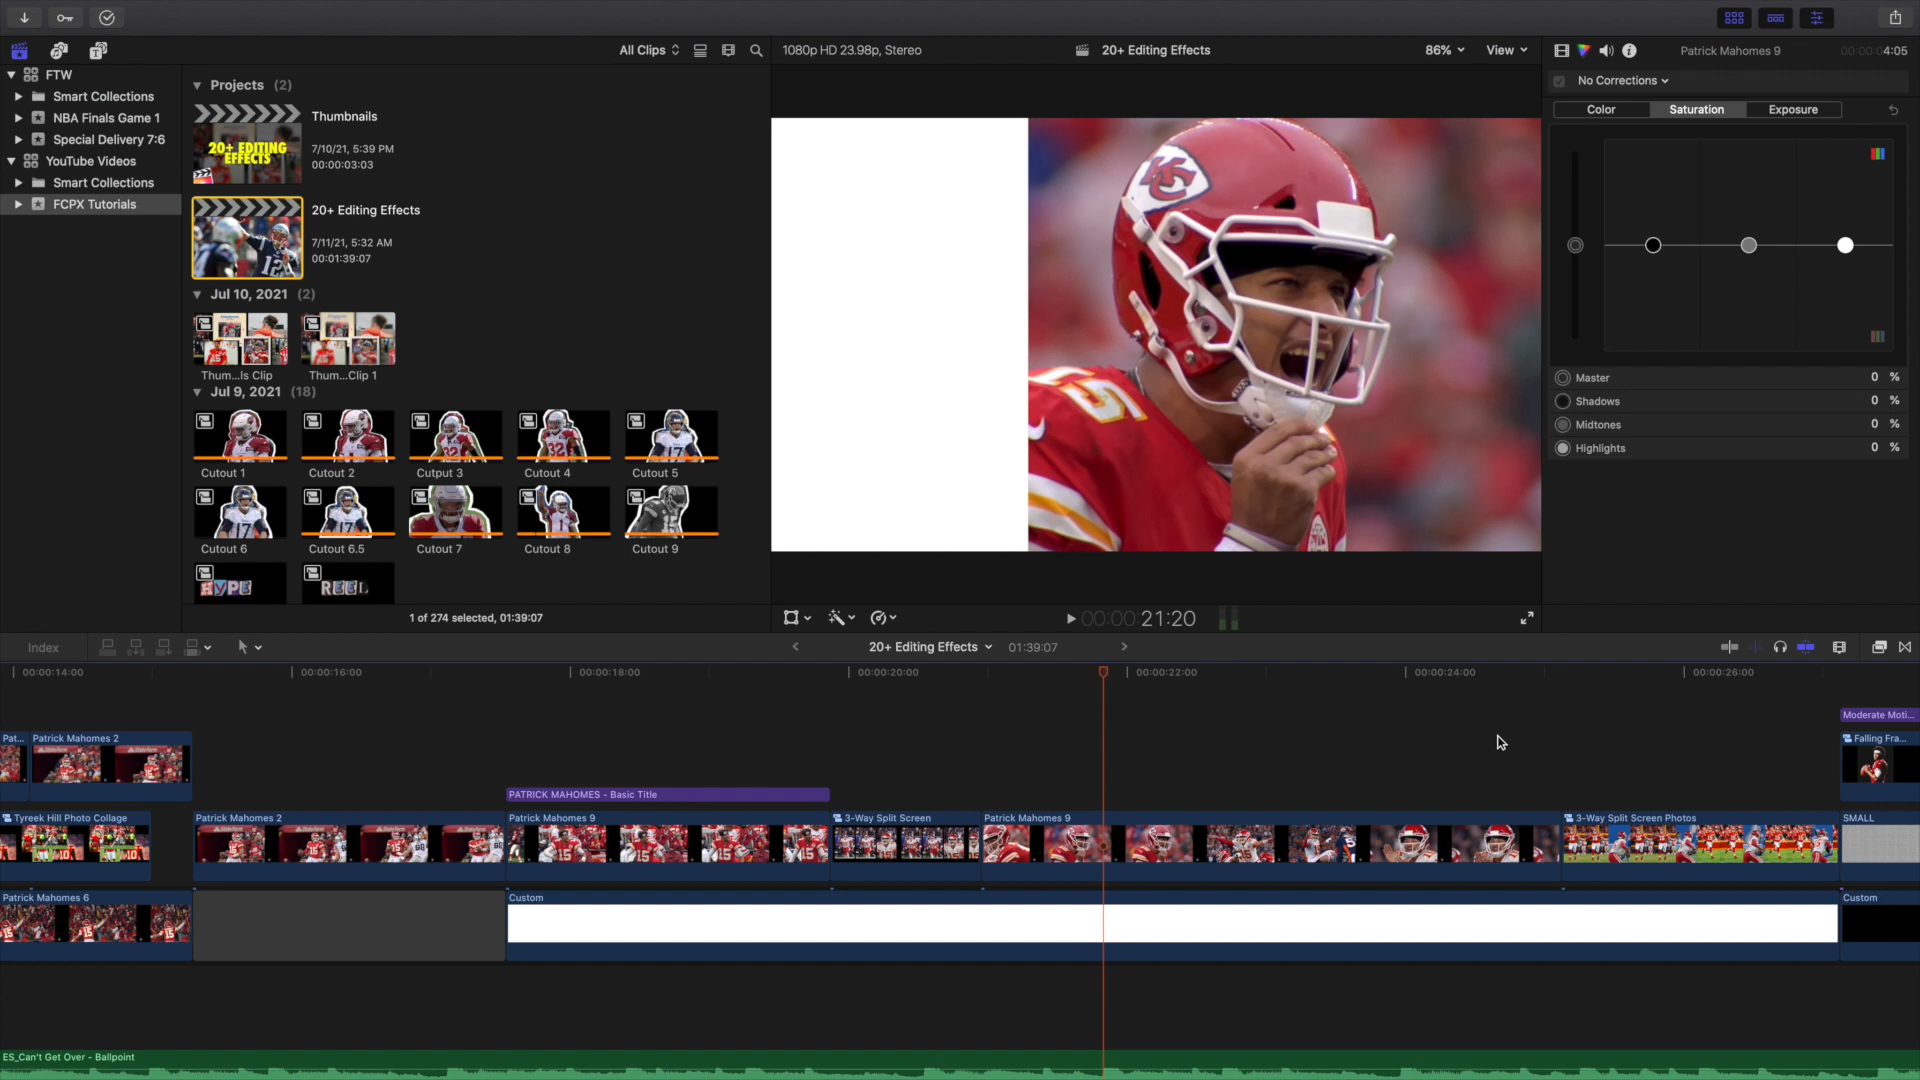 All Clips
1080p HD 23.98p, Stereo
20+ Editing Effects
86%
View
Patrick Mahomes 9
00:00:04:05
FTW
Smart Collections
NBA Finals Game 1
Special Delivery 7:6
YouTube Videos
Smart Collections
FCPX Tutorials
Projects (2)
Thumbnails
7/10/21, 5:39 PM
00:00:03:03
20+ EDITING
EFFECTS
20+ Editing Effects
7/11/21, 5:32 AM
00:01:39:07
Jul 10, 2021 (2)
Thum...ls Clip
Thum...Clip 1
Jul 9, 2021 (18)
Cutout 1
Cutout 2
Cutput 3
Cutout 4
Cutout 5
Cutout 6
Cutout 6.5
Cutout 7
Cutout 8
Cutout 9
HYPE
REEL
1 of 274 selected, 01:39:07
KC
15
No Corrections
Color
Saturation
Exposure
Master 0 %
Shadows 0 %
Midtones 0 %
Highlights 0 %
00:00:21:20
Index
20+ Editing Effects
01:39:07
00:00:14:00
00:00:16:00
00:00:18:00
00:00:20:00
00:00:22:00
00:00:24:00
00:00:26:00
Moderate Moti...
Pat...
Patrick Mahomes 2
Falling Fra...
PATRICK MAHOMES - Basic Title
Tyreek Hill Photo Collage
Patrick Mahomes 2
Patrick Mahomes 9
3-Way Split Screen
Patrick Mahomes 9
3-Way Split Screen Photos
SMALL
Patrick Mahomes 6
Custom
Custom
ES_Can't Get Over - Ballpoint